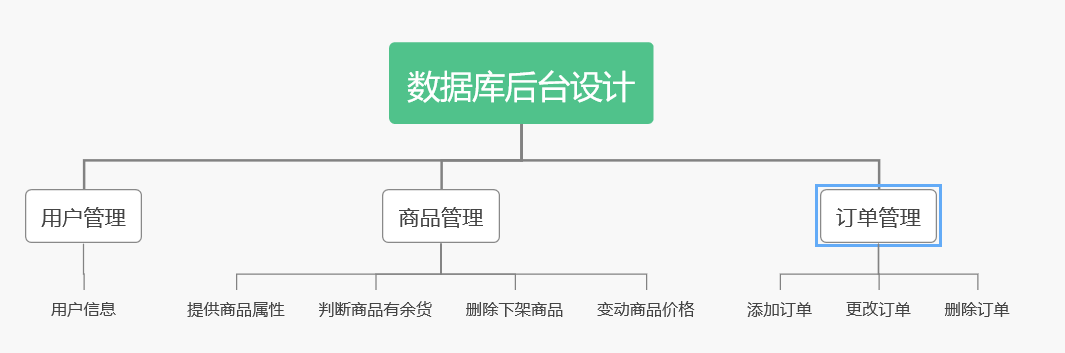 数据库后台设计
用户管理
商品管理
订单管理
用户信息
提供商品属性
判断商品有余货
删除下架商品
变动商品价格
添加订单
更改订单
删除订单